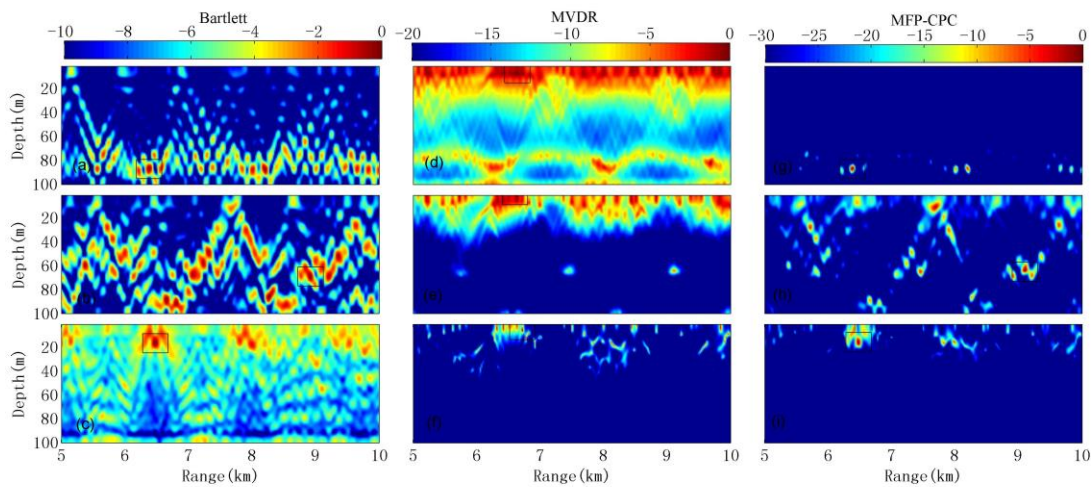 Bartlett MVDR MFP-CPC
-10 -8 -6 -4 -2 0 -20 -15 -10 -5 0 -30 -25 -20 -15 -10 -5 0
Depth(m)
20
40
60
80
100
(a) (d) (g)
Depth(m)
20
40
60
80
100
(b) (e) (h)
Depth(m)
20
40
60
80
100
(c) (f) (i)
5 6 7 8 9 10 5 6 7 8 9 10 5 6 7 8 9 10
Range(km) Range(km) Range(km)